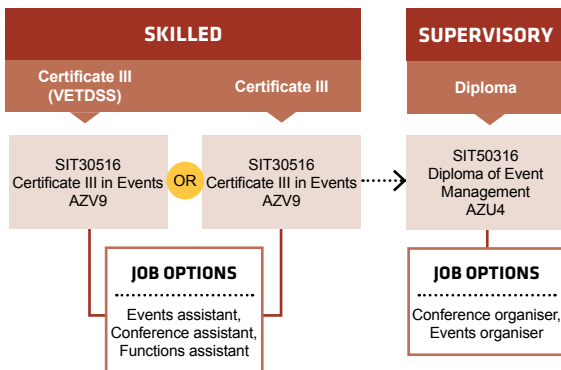 SKILLED
SUPERVISORY
Certificate III
(VETDSS)
Certificate III
Diploma
SIT30516
Certificate III in Events
AZV9
OR
SIT30516
Certificate III in Events
AZV9
SIT50316
Diploma of Event
Management
AZU4
JOB OPTIONS
Events assistant,
Conference assistant,
Functions assistant
JOB OPTIONS
Conference organiser,
Events organiser